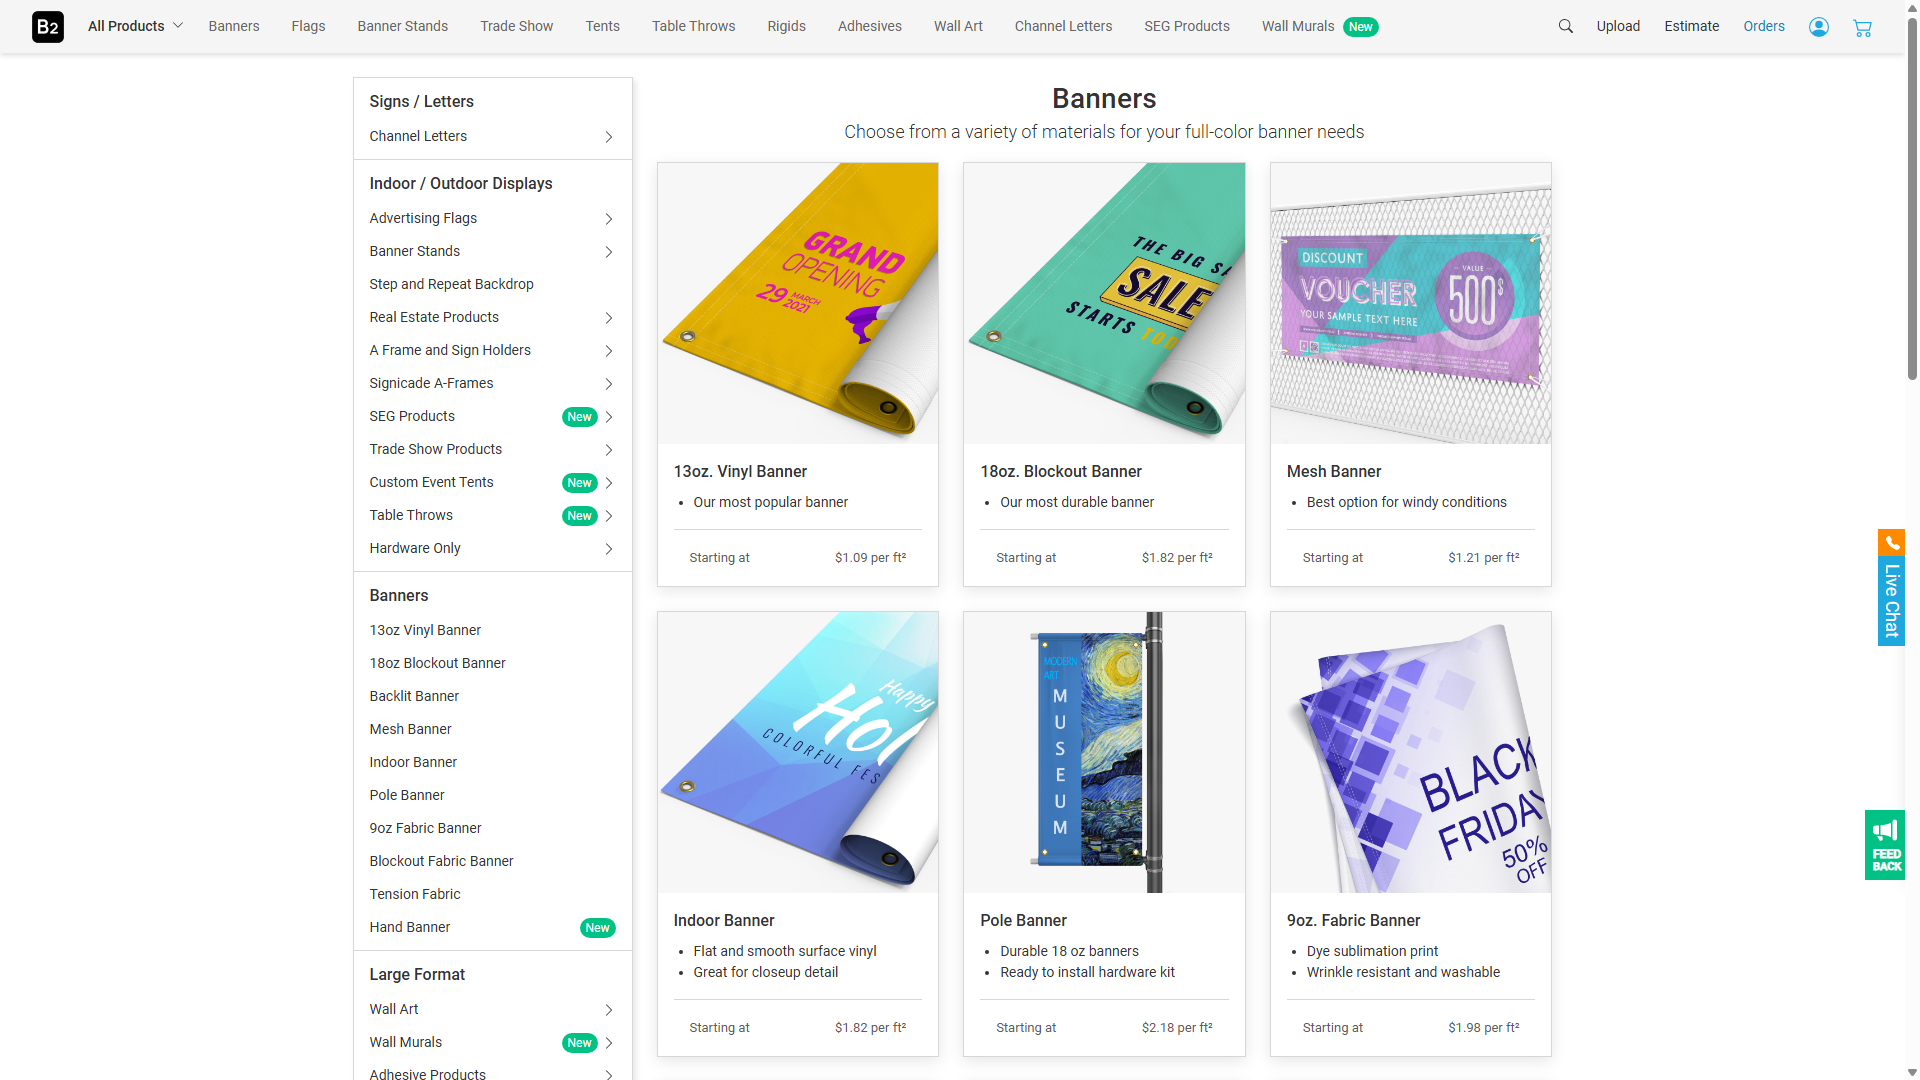 B2 All Products Banners Flags Banner Stands Trade Show Tents Table Throws Rigids Adhesives Wall Art Channel Letters SEG Products Wall Murals New Upload Estimate Orders
Signs / Letters
Channel Letters
Indoor / Outdoor Displays
Advertising Flags
Banner Stands
Step and Repeat Backdrop
Real Estate Products
A Frame and Sign Holders
Signicade A-Frames
SEG Products New
Trade Show Products
Custom Event Tents New
Table Throws New
Hardware Only
Banners
13oz Vinyl Banner
18oz Blockout Banner
Backlit Banner
Mesh Banner
Indoor Banner
Pole Banner
9oz Fabric Banner
Blockout Fabric Banner
Tension Fabric
Hand Banner New
Large Format
Wall Art
Wall Murals New
Adhesive Products
Banners
Choose from a variety of materials for your full-color banner needs
GRAND
OPENING
29 MARCH
2021
13oz. Vinyl Banner
Our most popular banner
Starting at $1.09 per ft²
THE BIG SA
SALE
STARTS TOD
18oz. Blockout Banner
Our most durable banner
Starting at $1.82 per ft²
DISCOUNT
VOUCHER
YOUR SAMPLE TEXT HERE
VALUE
500$
Mesh Banner
Best option for windy conditions
Starting at $1.21 per ft²
Happy
Hol
COLORFUL FES
Indoor Banner
Flat and smooth surface vinyl
Great for closeup detail
Starting at $1.82 per ft²
MODERN
ART
MUSEUM
Pole Banner
Durable 18 oz banners
Ready to install hardware kit
Starting at $2.18 per ft²
BLACK
FRIDAY
50%
OFF
9oz. Fabric Banner
Dye sublimation print
Wrinkle resistant and washable
Starting at $1.98 per ft²
Live Chat
FEED
BACK